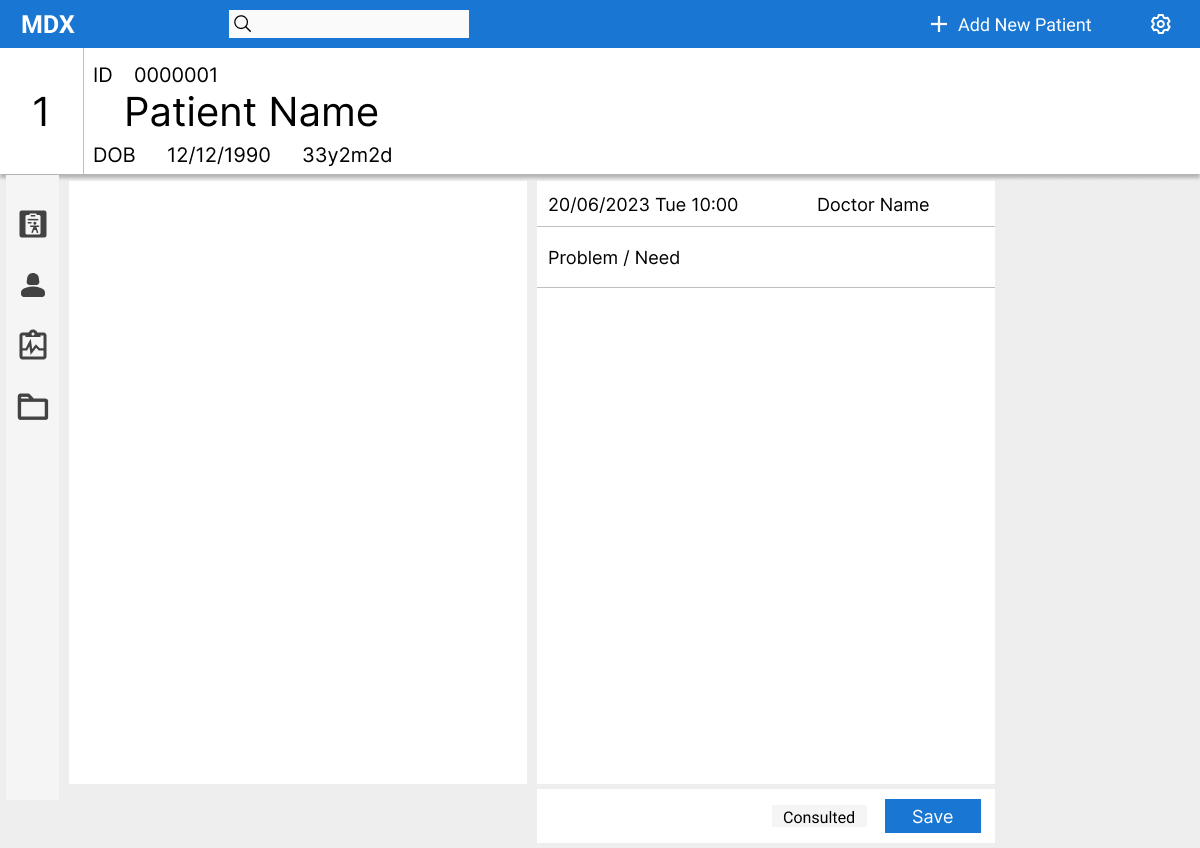 MDX
Add New Patient
1
ID 0000001
Patient Name
DOB 12/12/1990 33y2m2d
20/06/2023 Tue 10:00 Doctor Name
Problem / Need
Consulted
Save